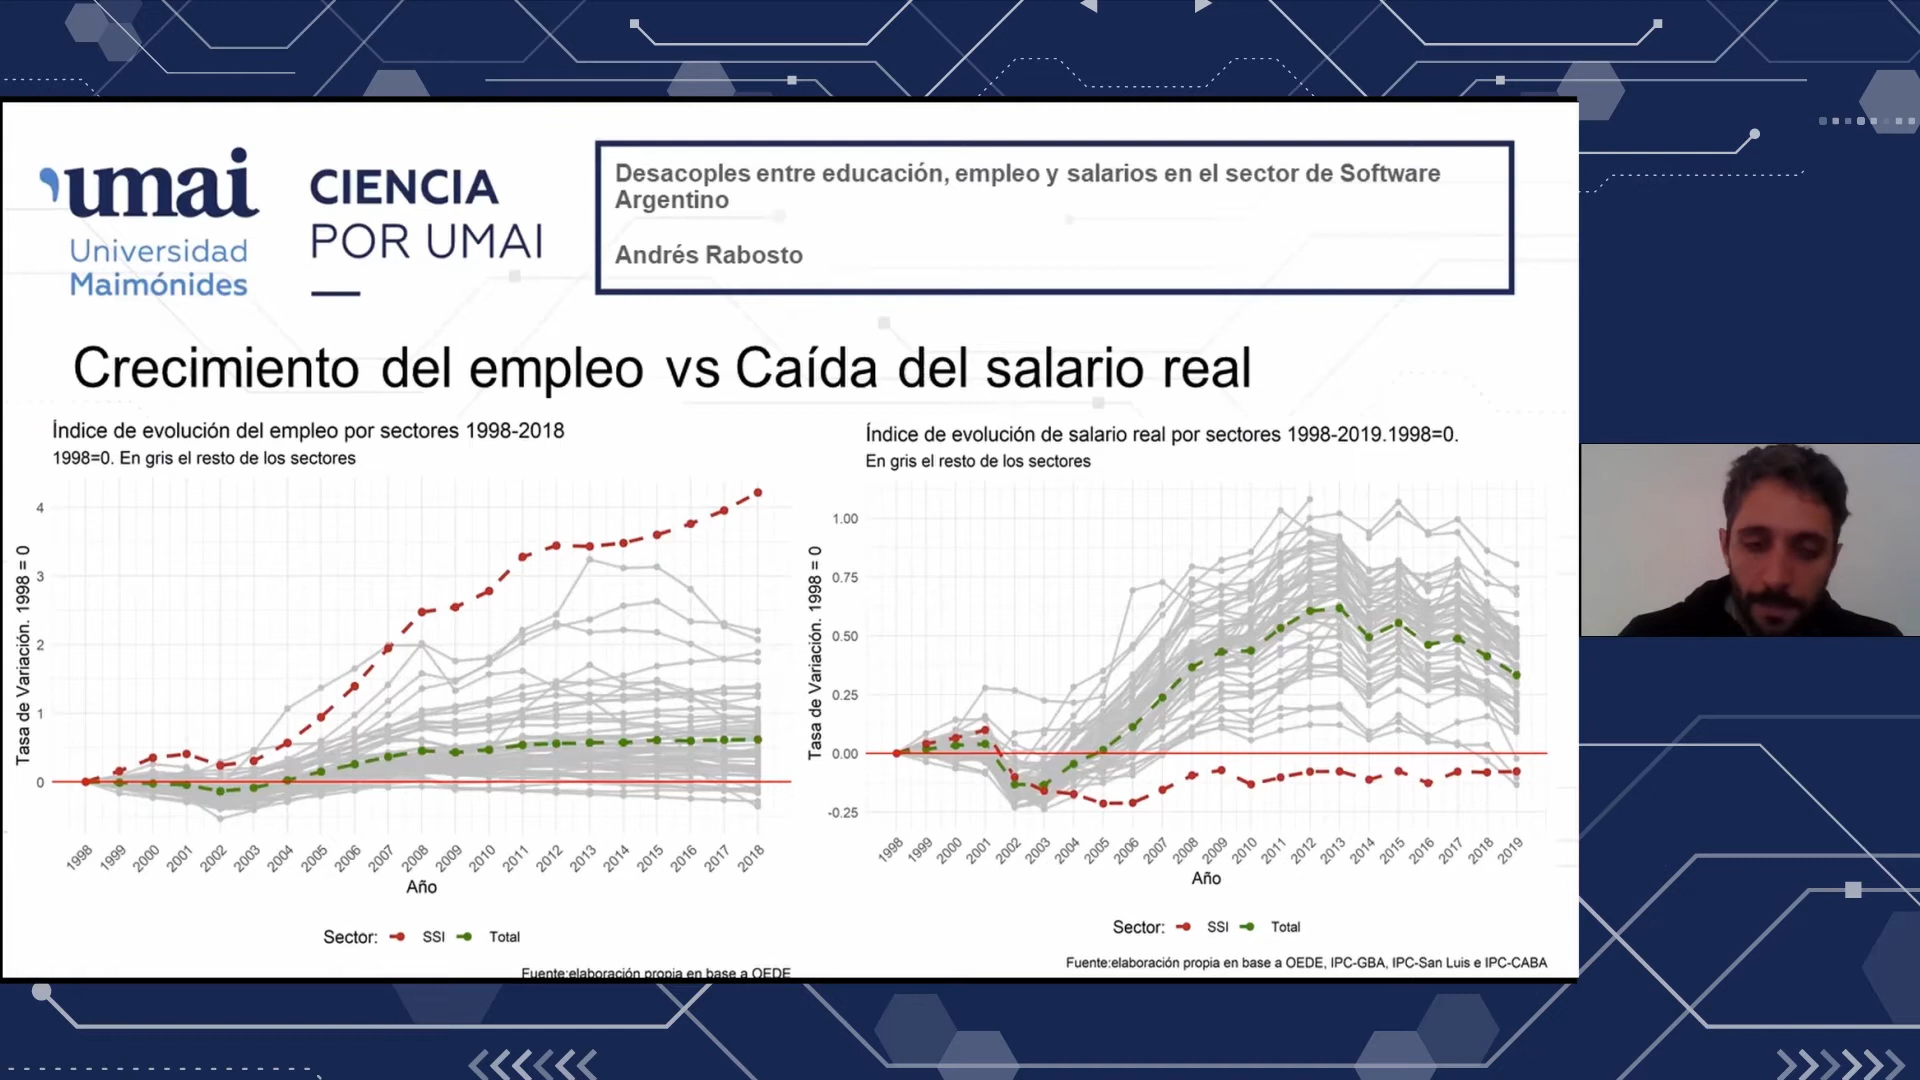 umai
Universidad
Maimónides
CIENCIA
POR UMAI
Desacoples entre educación, empleo y salarios en el sector de Software
Argentino
Andrés Rabosto
Crecimiento del empleo vs Caída del salario real
Índice de evolución del empleo por sectores 1998-2018
1998=0. En gris el resto de los sectores
Tasa de Variación. 1998 = 0
4
3
2
1
0
1998 1999 2000 2001 2002 2003 2004 2005 2006 2007 2008 2009 2010 2011 2012 2013 2014 2015 2016 2017 2018
Año
Sector: SSI Total
Fuente:elaboración propia en base a OEDE
Índice de evolución de salario real por sectores 1998-2019.1998=0.
En gris el resto de los sectores
Tasa de Variación. 1998 = 0
1.00
0.75
0.50
0.25
0.00
-0.25
1998 1999 2000 2001 2002 2003 2004 2005 2006 2007 2008 2009 2010 2011 2012 2013 2014 2015 2016 2017 2018 2019
Año
Sector: SSI Total
Fuente:elaboración propia en base a OEDE, IPC-GBA, IPC-San Luis e IPC-CABA